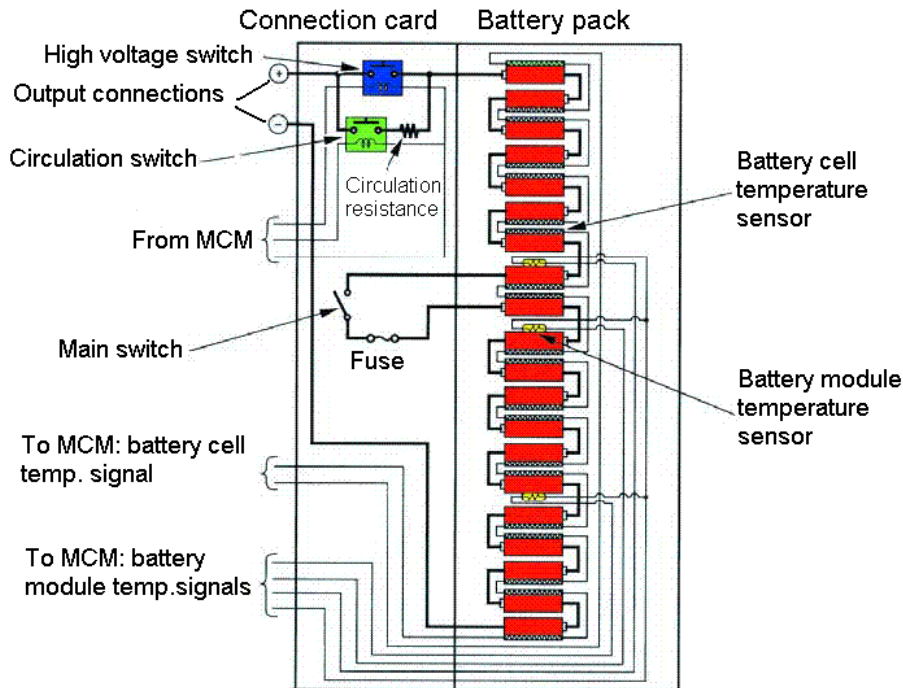 Connection card
Battery pack
High voltage switch
+
Output connections
−
Circulation switch
Circulation
resistance
From MCM
Battery cell
temperature
sensor
Main switch
Fuse
Battery module
temperature
sensor
To MCM: battery cell
temp. signal
To MCM: battery
module temp.signals